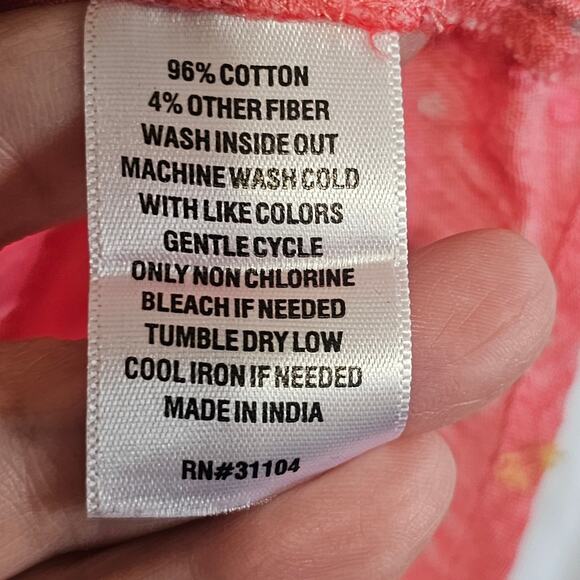 96% COTTON
4% OTHER FIBER
WASH INSIDE OUT
MACHINE WASH COLD
WITH LIKE COLORS
GENTLE CYCLE
ONLY NON CHLORINE
BLEACH IF NEEDED
TUMBLE DRY LOW
COOL IRON IF NEEDED
MADE IN INDIA
RN#31104